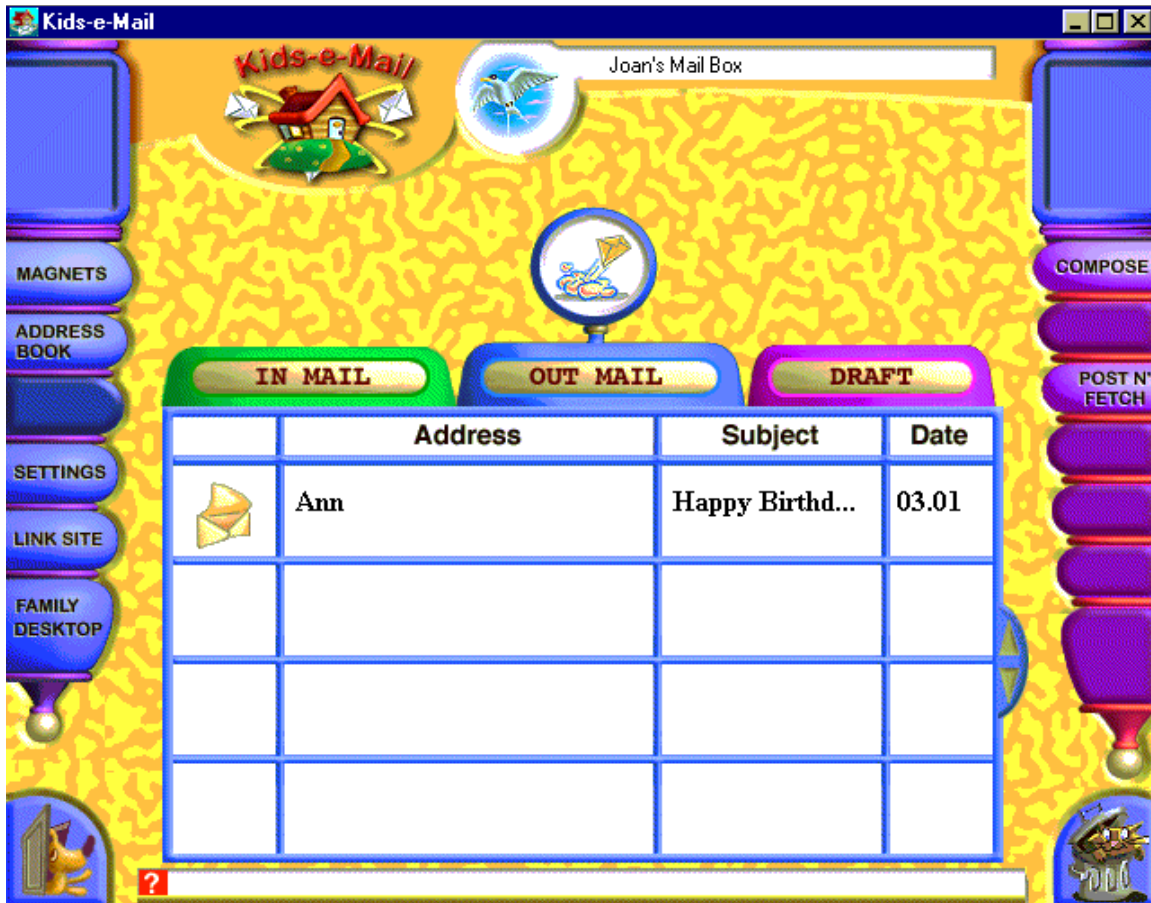 Kids-e-Mail
Kids-e-Mail
Joan's Mail Box
MAGNETS
ADDRESS
BOOK
SETTINGS
LINK SITE
FAMILY
DESKTOP
COMPOSE
POST N'
FETCH
IN MAIL
OUT MAIL
DRAFT
Address Subject Date
Ann Happy Birthd... 03.01
?